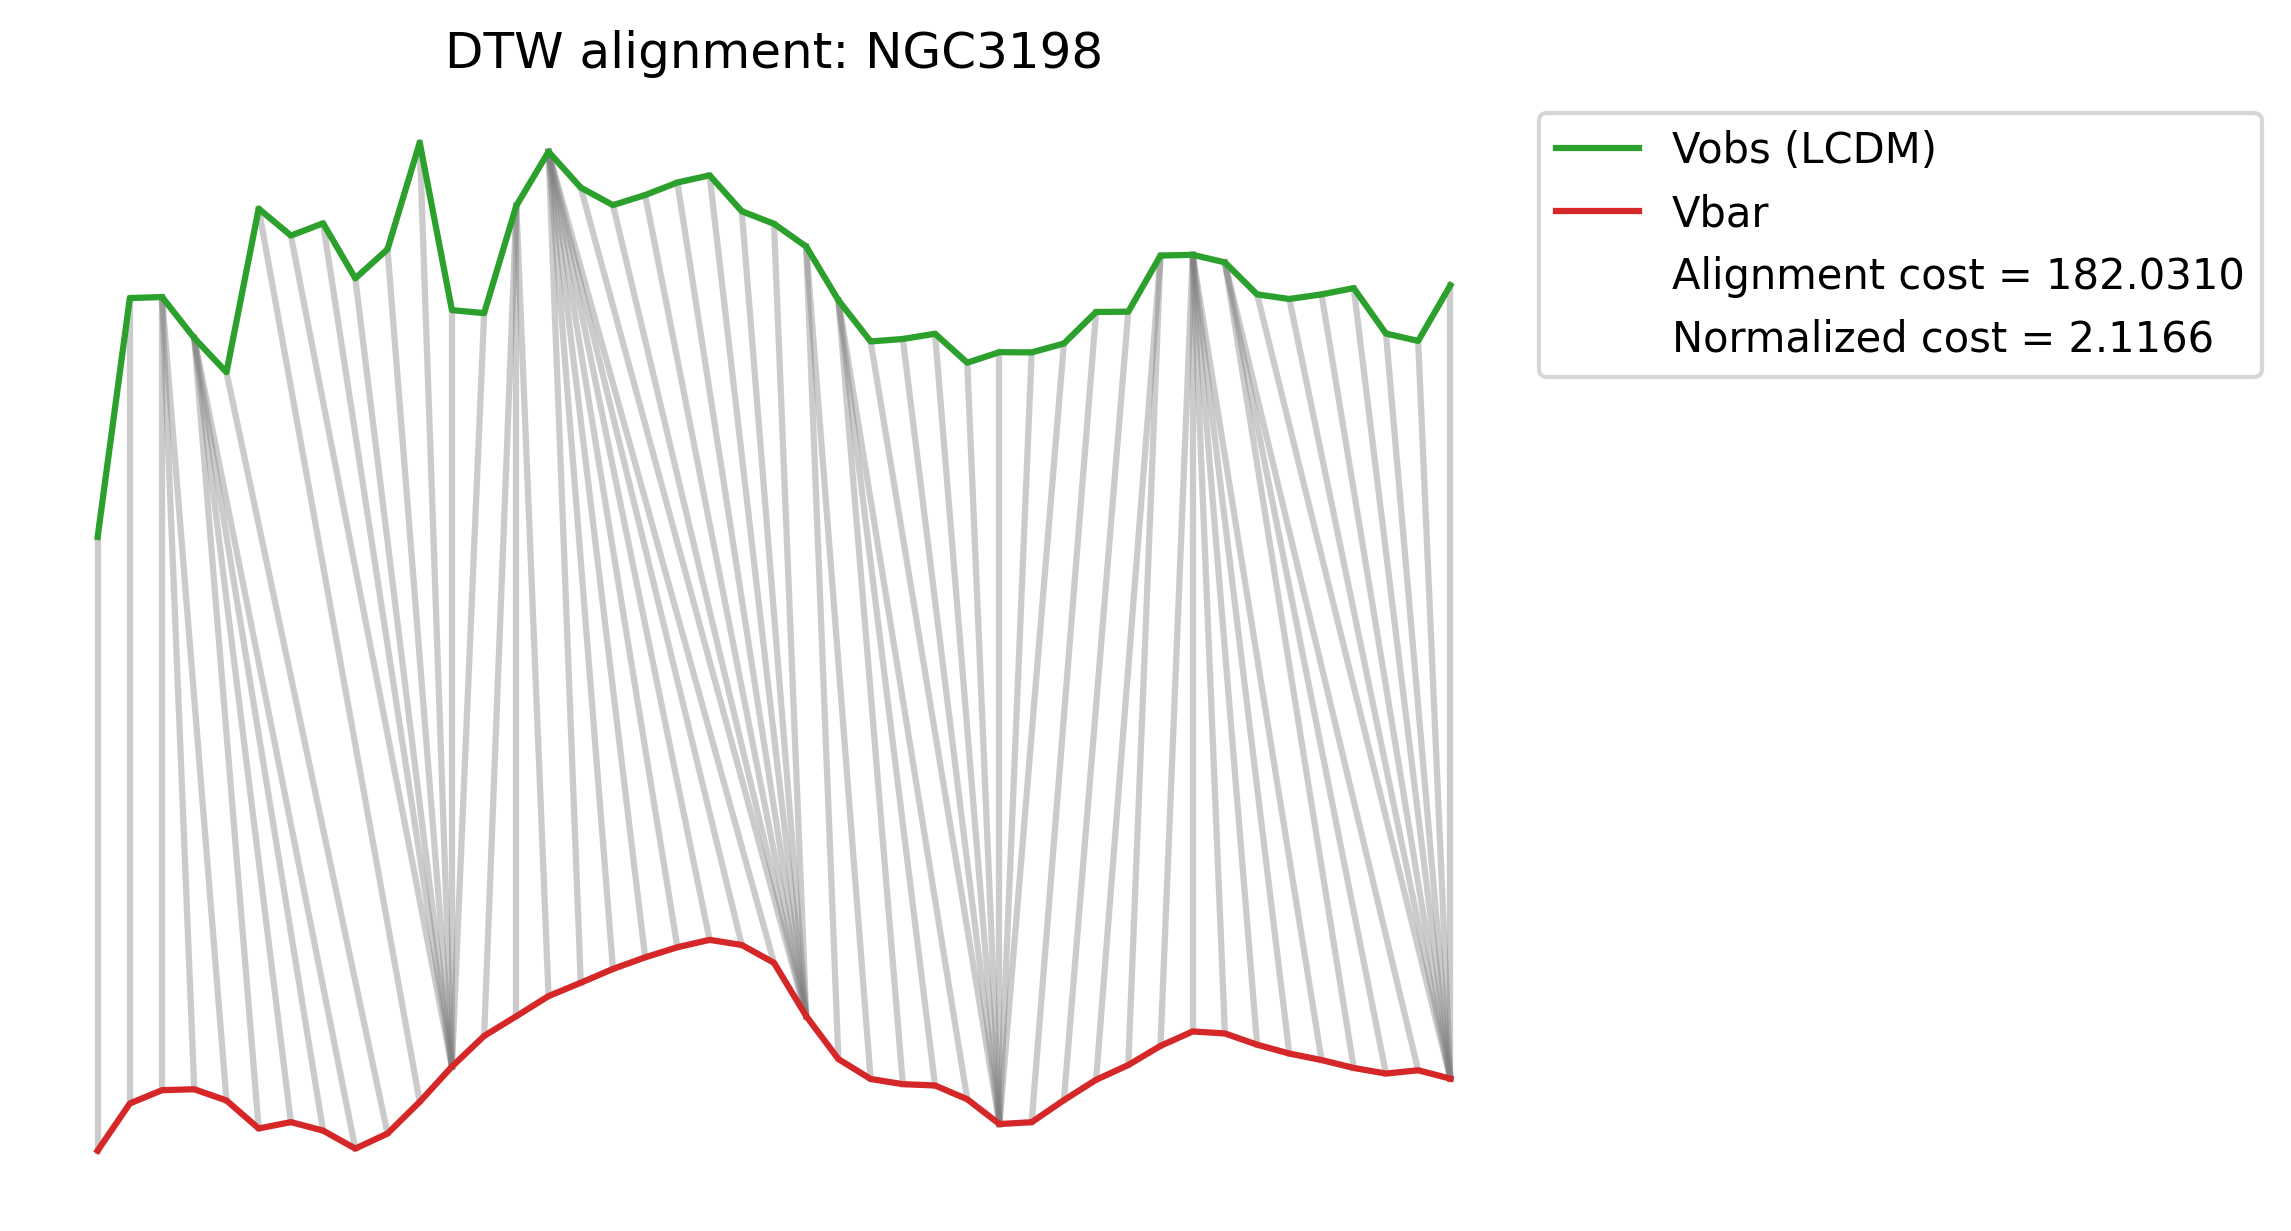 DTW alignment: NGC3198
Vobs (LCDM)
Vbar
Alignment cost = 182.0310
Normalized cost = 2.1166